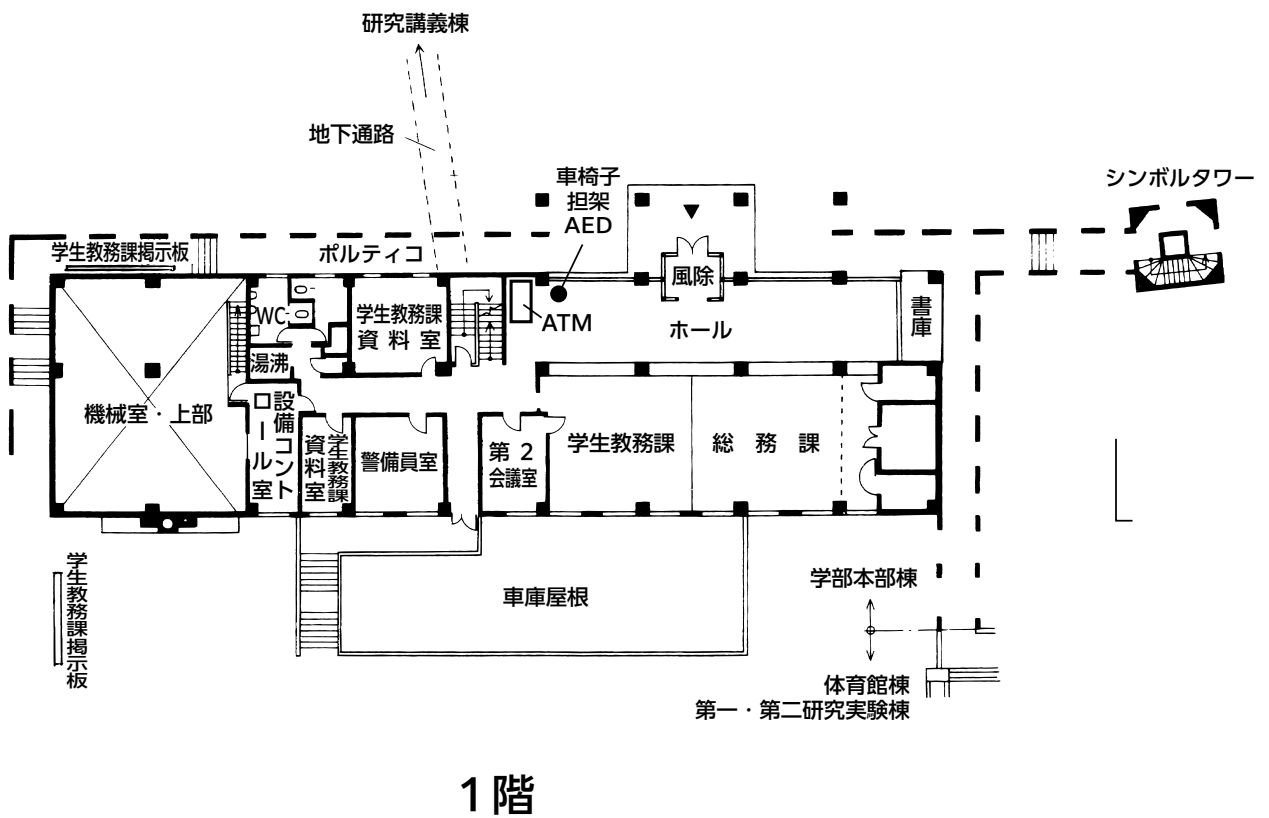 研究講義棟
地下通路
車椅子
担架
AED
シンボルタワー
学生教務課掲示板
ポルティコ
風除
WC
学生教務課
資料室
ATM
ホール
書庫
湯沸
機械室・上部
設備コント
ロール室
学生教務課
資料室
警備員室
第2
会議室
学生教務課
総務課
学生教務課掲示板
車庫屋根
学部本部棟
体育館棟
第一・第二研究実験棟
1階